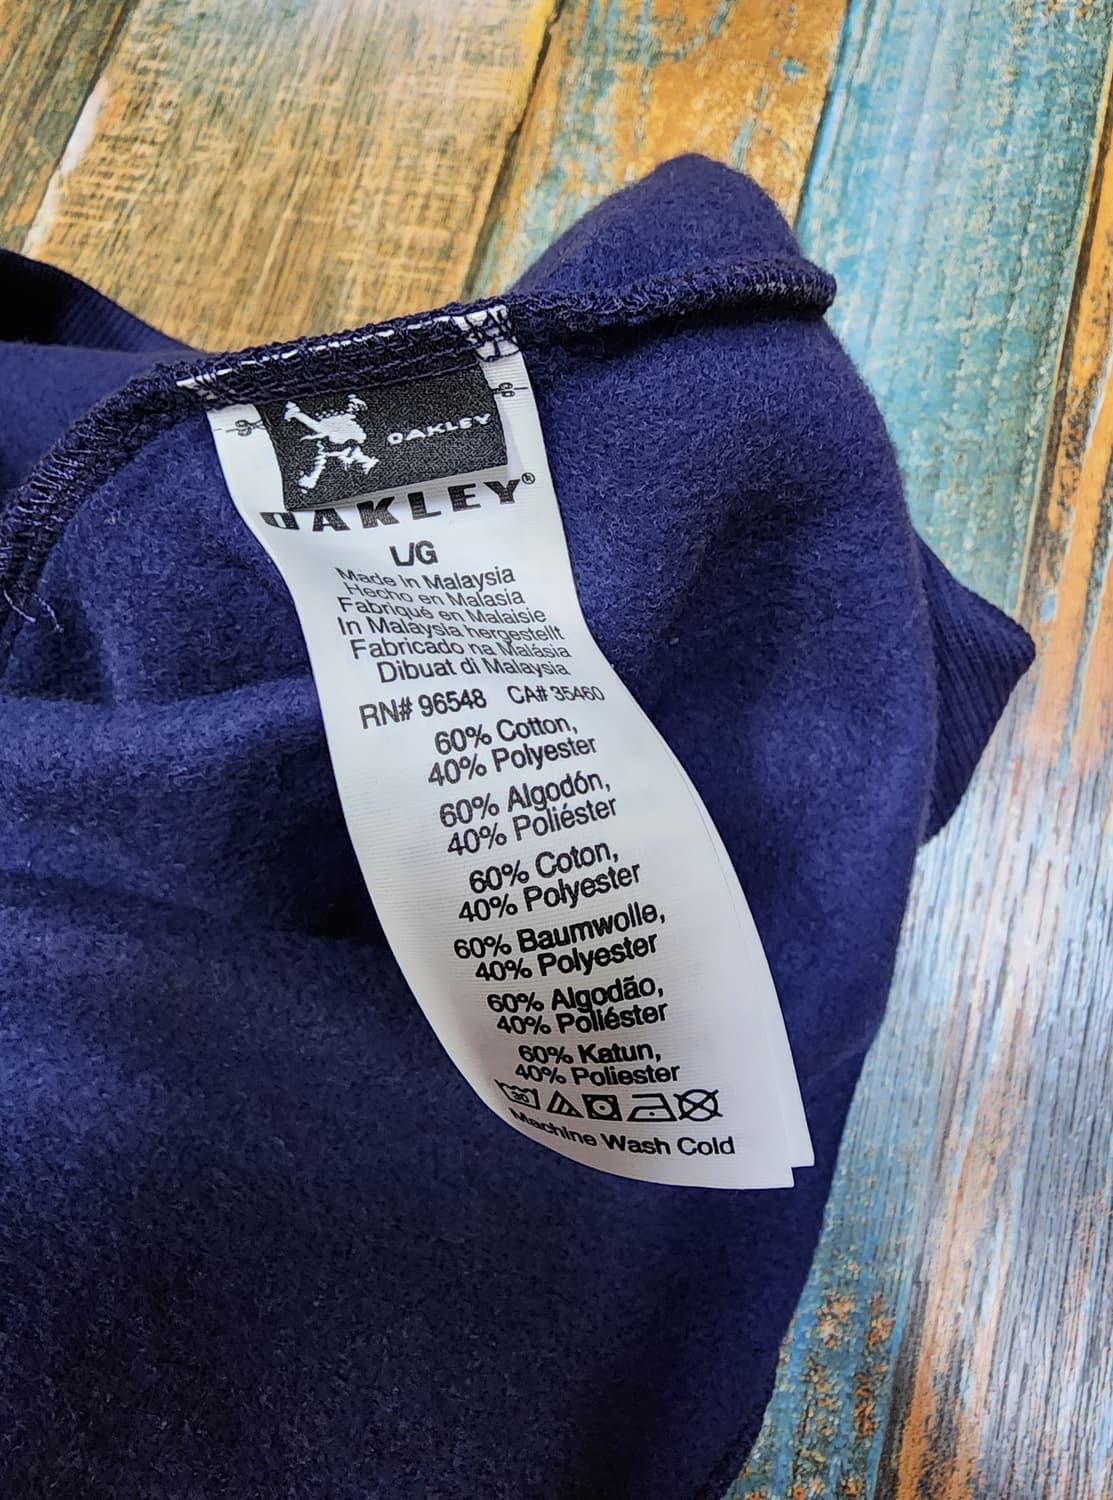 OAKLEY
OAKLEY®
L/G
Made in Malaysia
Hecho en Malasia
Fabriqué en Malaisie
In Malaysia hergestellt
Fabricado na Malásia
Dibuat di Malaysia
RN# 96548 CA# 35460
60% Cotton,
40% Polyester
60% Algodón,
40% Poliéster
60% Coton,
40% Polyester
60% Baumwolle,
40% Polyester
60% Algodão,
40% Poliéster
60% Katun,
40% Poliester
30
Machine Wash Cold